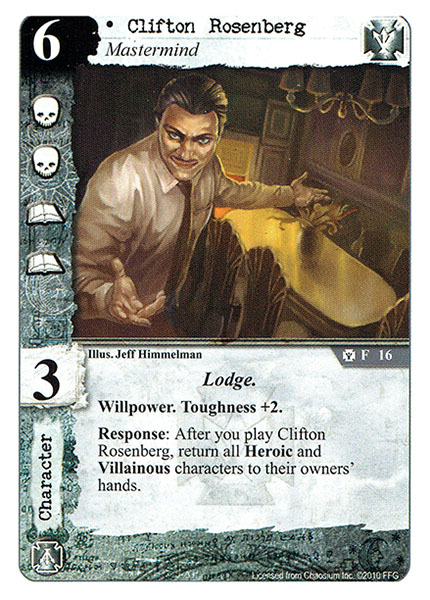 6
• Clifton Rosenberg
Mastermind
Illus. Jeff Himmelman
F 16
3
Lodge.
Willpower. Toughness +2.
Response: After you play Clifton
Rosenberg, return all Heroic and
Villainous characters to their owners'
hands.
Character
Licensed from Chaosium Inc. ©2010 FFG